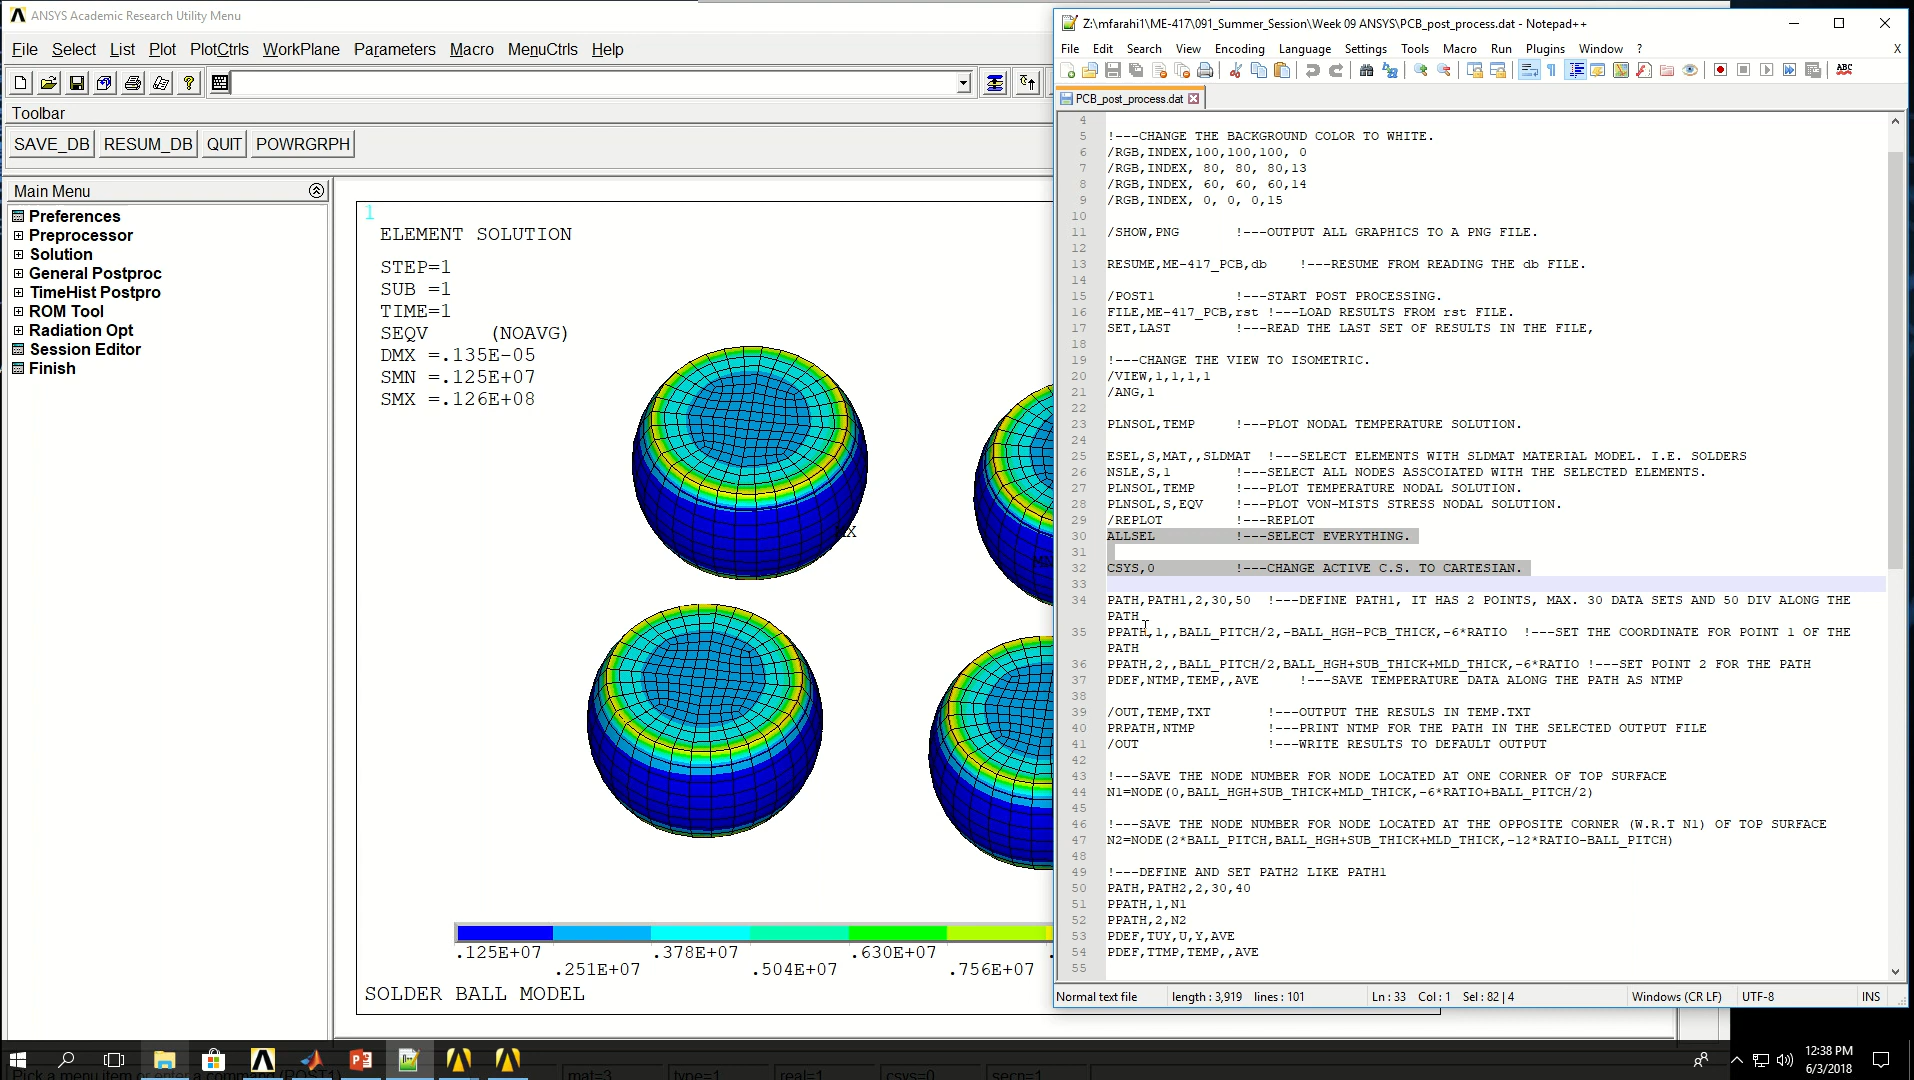 ANSYS Academic Research Utility Menu
File Select List Plot PlotCtrls WorkPlane Parameters Macro MenuCtrls Help
Toolbar
SAVE_DB RESUM_DB QUIT POWRGRPH
Main Menu
Preferences
Preprocessor
Solution
General Postproc
TimeHist Postpro
ROM Tool
Radiation Opt
Session Editor
Finish
1
ELEMENT SOLUTION
STEP=1
SUB =1
TIME=1
SEQV (NOAVG)
DMX =.135E-05
SMN =.125E+07
SMX =.126E+08
.125E+07
.251E+07
.378E+07
.504E+07
.630E+07
.756E+07
SOLDER BALL MODEL
Z:\mfarahi1\ME-417\091_Summer_Session\Week 09 ANSYS\PCB_post_process.dat - Notepad++
File Edit Search View Encoding Language Settings Tools Macro Run Plugins Window ? X
PCB_post_process.dat
4
5 !---CHANGE THE BACKGROUND COLOR TO WHITE.
6 /RGB,INDEX,100,100,100, 0
7 /RGB,INDEX, 80, 80, 80,13
8 /RGB,INDEX, 60, 60, 60,14
9 /RGB,INDEX, 0, 0, 0,15
10
11 /SHOW,PNG !---OUTPUT ALL GRAPHICS TO A PNG FILE.
12
13 RESUME,ME-417_PCB,db !---RESUME FROM READING THE db FILE.
14
15 /POST1 !---START POST PROCESSING.
16 FILE,ME-417_PCB,rst !---LOAD RESULTS FROM rst FILE.
17 SET,LAST !---READ THE LAST SET OF RESULTS IN THE FILE,
18
19 !---CHANGE THE VIEW TO ISOMETRIC.
20 /VIEW,1,1,1,1
21 /ANG,1
22
23 PLNSOL,TEMP !---PLOT NODAL TEMPERATURE SOLUTION.
24
25 ESEL,S,MAT,,SLDMAT !---SELECT ELEMENTS WITH SLDMAT MATERIAL MODEL. I.E. SOLDERS
26 NSLE,S,1 !---SELECT ALL NODES ASSCOIATED WITH THE SELECTED ELEMENTS.
27 PLNSOL,TEMP !---PLOT TEMPERATURE NODAL SOLUTION.
28 PLNSOL,S,EQV !---PLOT VON-MISTS STRESS NODAL SOLUTION.
29 /REPLOT !---REPLOT
30 ALLSEL !---SELECT EVERYTHING.
31
32 CSYS,0 !---CHANGE ACTIVE C.S. TO CARTESIAN.
33
34 PATH,PATH1,2,30,50 !---DEFINE PATH1, IT HAS 2 POINTS, MAX. 30 DATA SETS AND 50 DIV ALONG THE
PATH
35 PPATH,1,,BALL_PITCH/2,-BALL_HGH-PCB_THICK,-6*RATIO !---SET THE COORDINATE FOR POINT 1 OF THE
PATH
36 PPATH,2,,BALL_PITCH/2,BALL_HGH+SUB_THICK+MLD_THICK,-6*RATIO !---SET POINT 2 FOR THE PATH
37 PDEF,NTMP,TEMP,,AVE !---SAVE TEMPERATURE DATA ALONG THE PATH AS NTMP
38
39 /OUT,TEMP,TXT !---OUTPUT THE RESULS IN TEMP.TXT
40 PRPATH,NTMP !---PRINT NTMP FOR THE PATH IN THE SELECTED OUTPUT FILE
41 /OUT !---WRITE RESULTS TO DEFAULT OUTPUT
42
43 !---SAVE THE NODE NUMBER FOR NODE LOCATED AT ONE CORNER OF TOP SURFACE
44 N1=NODE(0,BALL_HGH+SUB_THICK+MLD_THICK,-6*RATIO+BALL_PITCH/2)
45
46 !---SAVE THE NODE NUMBER FOR NODE LOCATED AT THE OPPOSITE CORNER (W.R.T N1) OF TOP SURFACE
47 N2=NODE(2*BALL_PITCH,BALL_HGH+SUB_THICK+MLD_THICK,-12*RATIO-BALL_PITCH)
48
49 !---DEFINE AND SET PATH2 LIKE PATH1
50 PATH,PATH2,2,30,40
51 PPATH,1,N1
52 PPATH,2,N2
53 PDEF,TUY,U,Y,AVE
54 PDEF,TTMP,TEMP,,AVE
55
Normal text file length : 3,919 lines : 101 Ln : 33 Col : 1 Sel : 82 | 4 Windows (CR LF) UTF-8 INS
12:38 PM
6/3/2018